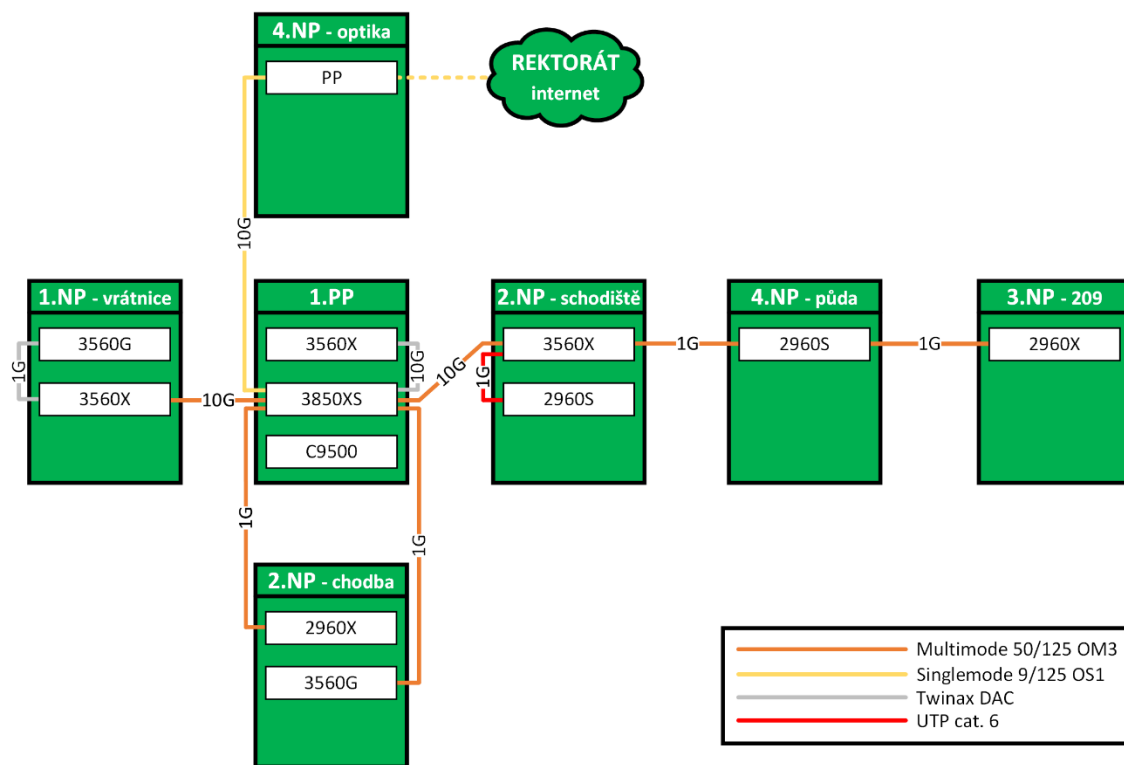 4.NP - optika
PP
REKTORÁT
internet
10G
1.NP - vrátnice
3560G
3560X
1G
10G
1.PP
3560X
3850XS
C9500
10G
10G
2.NP - schodiště
3560X
2960S
1G
1G
4.NP - půda
2960S
1G
3.NP - 209
2960X
1G
1G
2.NP - chodba
2960X
3560G
Multimode 50/125 OM3
Singlemode 9/125 OS1
Twinax DAC
UTP cat. 6